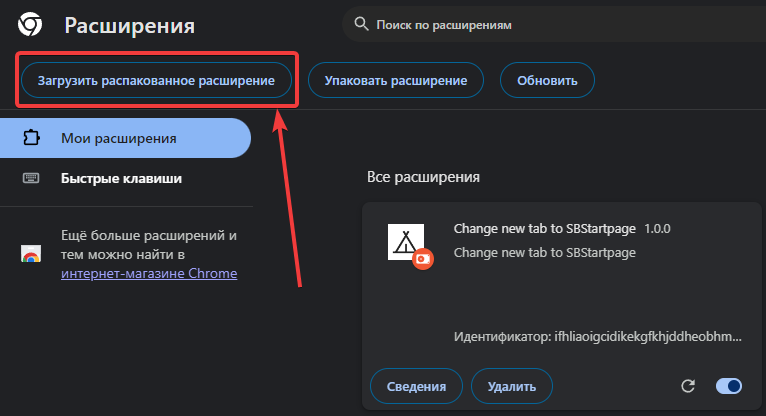 Расширения
Поиск по расширениям
Загрузить распакованное расширение
Упаковать расширение
Обновить
Мои расширения
Быстрые клавиши
Ещё больше расширений и
тем можно найти в
интернет-магазине Chrome
Все расширения
Change new tab to SBStartpage 1.0.0
Change new tab to SBStartpage
Идентификатор: ifhliaoigcidikekgfkhjddheobhm...
Сведения
Удалить